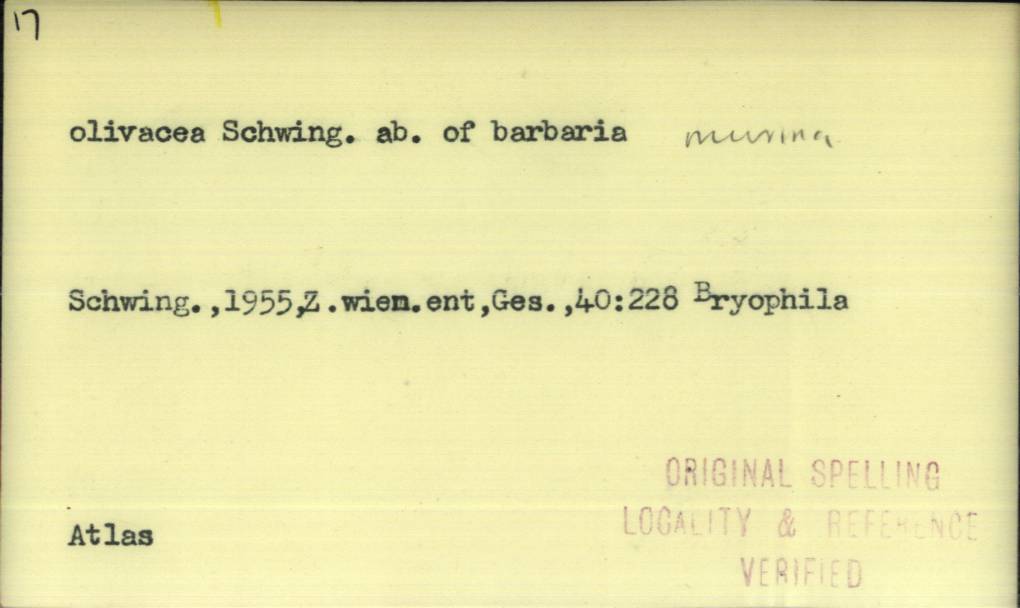 17
olivacea Schwing. ab. of barbaria murina
Schwing.,1955,Z.wien.ent,Ges.,40:228 Bryophila
Atlas
ORIGINAL SPELLING
LOCALITY & REFERENCE
VERIFIED